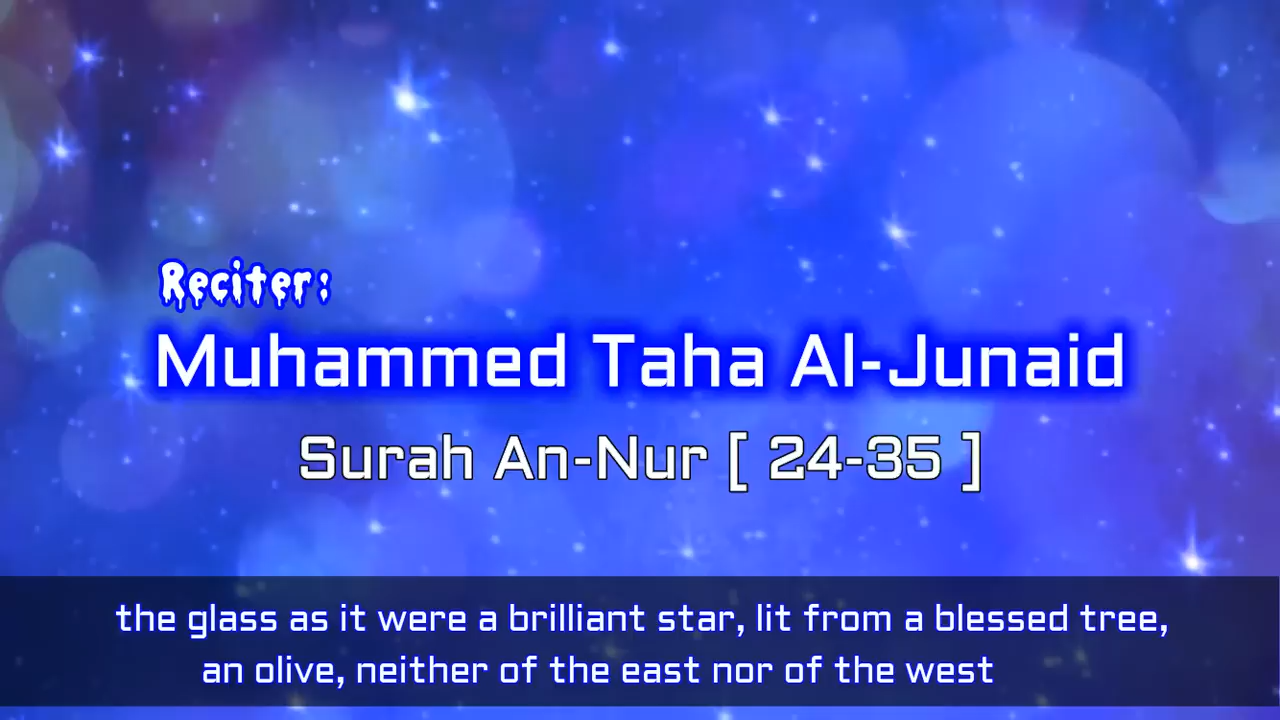 Reciter:
Muhammed Taha Al-Junaid
Surah An-Nur [ 24-35 ]
the glass as it were a brilliant star, lit from a blessed tree,
an olive, neither of the east nor of the west